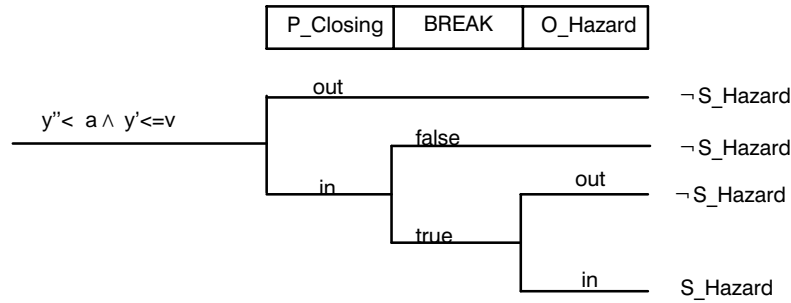 P_Closing BREAK O_Hazard
out
¬ S_Hazard
y''< a ∧ y'<=v
false
¬ S_Hazard
in
out
¬ S_Hazard
true
in
S_Hazard